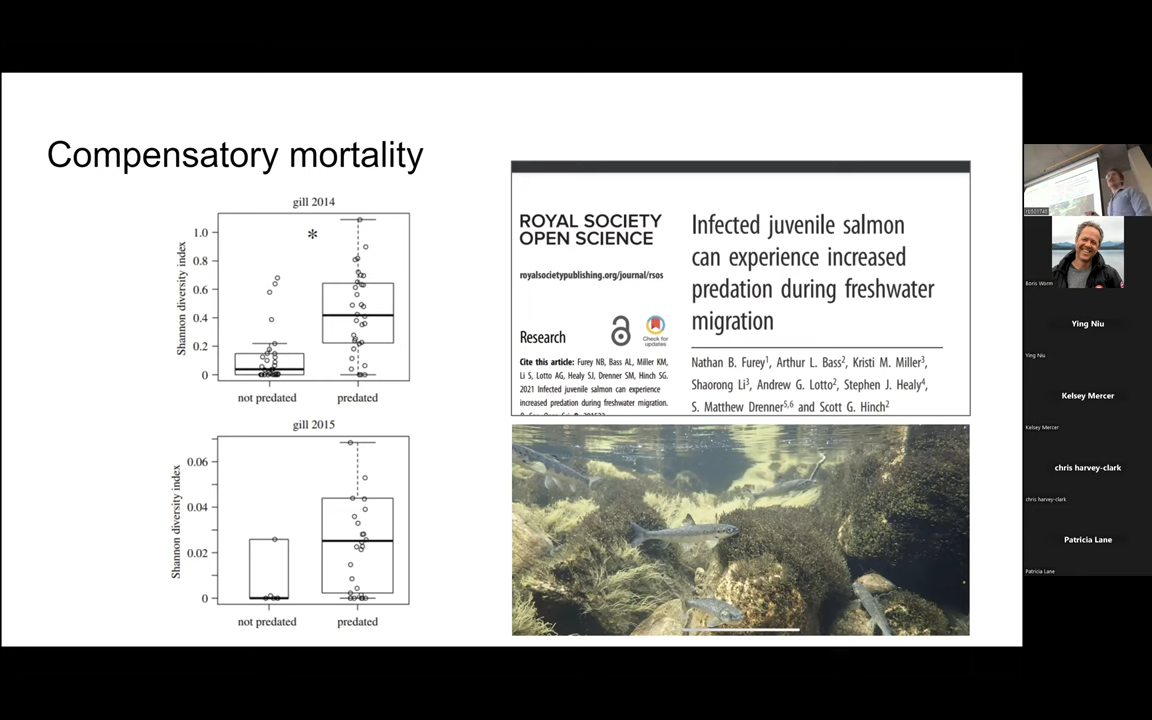 Compensatory mortality
gill 2014
Shannon diversity index
1.0
0.8
0.6
0.4
0.2
0
*
not predated
predated
gill 2015
Shannon diversity index
0.06
0.04
0.02
0
not predated
predated
ROYAL SOCIETY
OPEN SCIENCE
royalsocietypublishing.org/journal/rsos
Research
Check for
updates
Cite this article: Furey NB, Bass AL, Miller KM,
Li S, Lotto AG, Healy SJ, Drenner SM, Hinch SG.
2021 Infected juvenile salmon can experience
increased predation during freshwater migration.
Infected juvenile salmon
can experience increased
predation during freshwater
migration
Nathan B. Furey1, Arthur L. Bass2, Kristi M. Miller3,
Shaorong Li3, Andrew G. Lotto2, Stephen J. Healy4,
S. Matthew Drenner5,6 and Scott G. Hinch2
Boris Worm
Ying Niu
Ying Niu
Kelsey Mercer
Kelsey Mercer
chris harvey-clark
chris harvey-clark
Patricia Lane
Patricia Lane